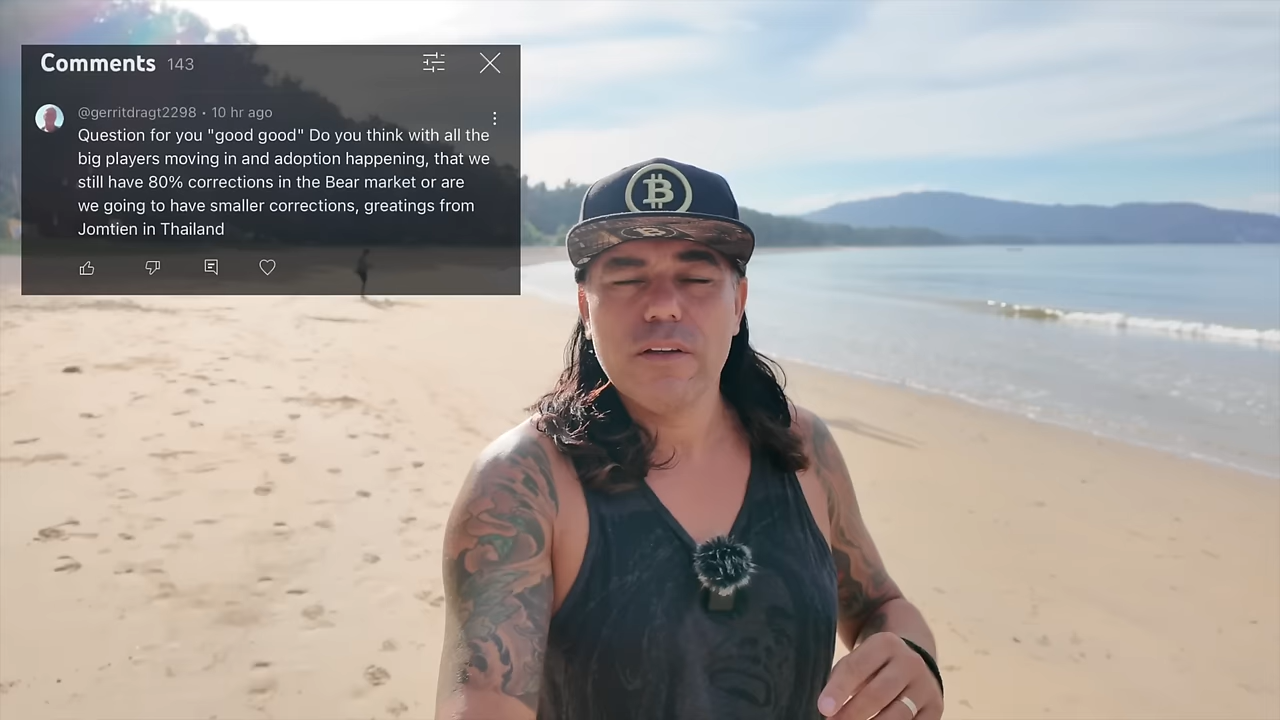 Comments 143
@gerritdragt2298 • 10 hr ago
Question for you "good good" Do you think with all the
big players moving in and adoption happening, that we
still have 80% corrections in the Bear market or are
we going to have smaller corrections, greatings from
Jomtien in Thailand